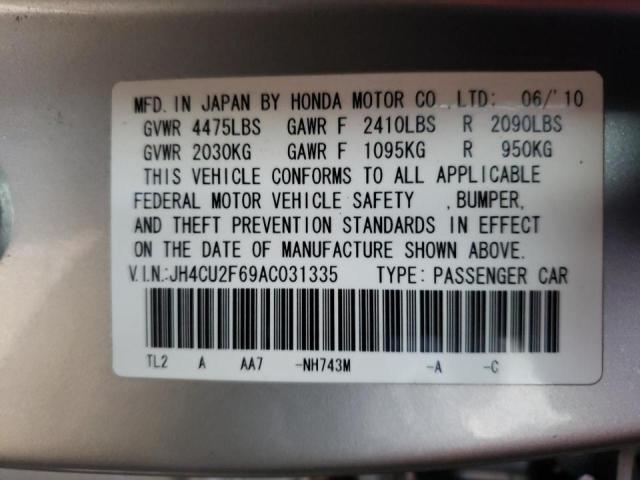 MFD. IN JAPAN BY HONDA MOTOR CO.,LTD: 06/'10
GVWR 4475LBS GAWR F 2410LBS R 2090LBS
GVWR 2030KG GAWR F 1095KG R 950KG
THIS VEHICLE CONFORMS TO ALL APPLICABLE
FEDERAL MOTOR VEHICLE SAFETY ,BUMPER,
AND THEFT PREVENTION STANDARDS IN EFFECT
ON THE DATE OF MANUFACTURE SHOWN ABOVE.
V.I.N.:JH4CU2F69AC031335 TYPE: PASSENGER CAR
TL2 A AA7 -NH743M -A -C